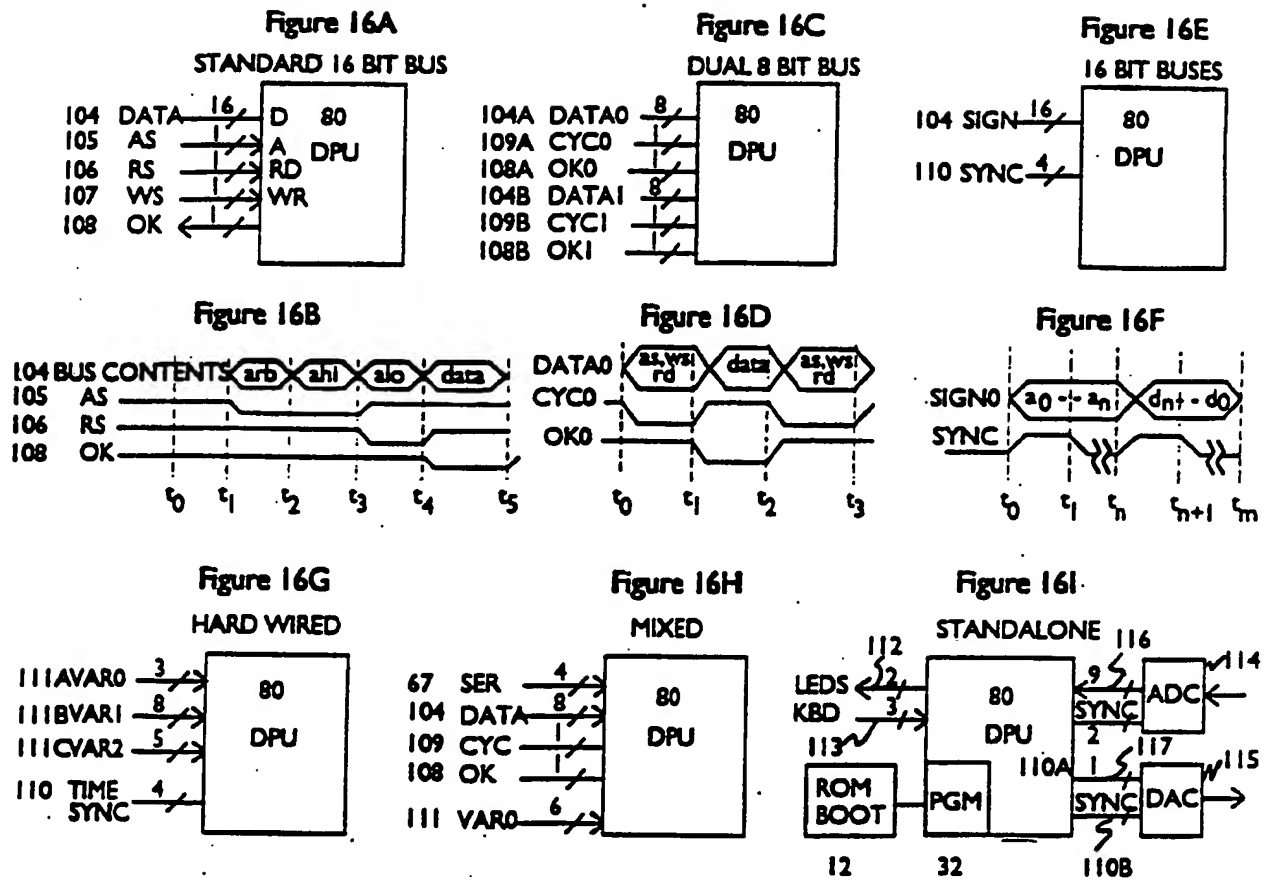 Figure 16A
STANDARD 16 BIT BUS
104 DATA 16 D 80
105 AS 1 A DPU
106 RS 1 RD
107 WS 1 WR
108 OK 1
Figure 16C
DUAL 8 BIT BUS
104A DATA0 8 80
109A CYC0 1 DPU
108A OK0 1
104B DATA1 8
109B CYC1 1
108B OK1 1
Figure 16E
16 BIT BUSES
104 SIGN 16 80
DPU
110 SYNC 4
Figure 16B
104 BUS CONTENTS arb ahi alo data
105 AS
106 RS
108 OK
t0 t1 t2 t3 t4 t5
Figure 16D
DATA0 as,ws rd data as,ws rd
CYC0
OK0
t0 t1 t2 t3
Figure 16F
SIGN0 a0 - - an dn+ - d0
SYNC
t0 t1 tn tn+1 tm
Figure 16G
HARD WIRED
111AVAR0 3 80
111BVAR1 8 DPU
111CVAR2 5
110 TIME SYNC 4
Figure 16H
MIXED
67 SER 4 80
104 DATA 8 DPU
109 CYC 1
108 OK 1
111 VAR0 6
Figure 16I
STANDALONE
112 116 114
LEDS 2 80 9 ADC
KBD 3 DPU SYNC 2
113 110A 1 117 115
ROM BOOT PGM SYNC DAC
12 32 110B